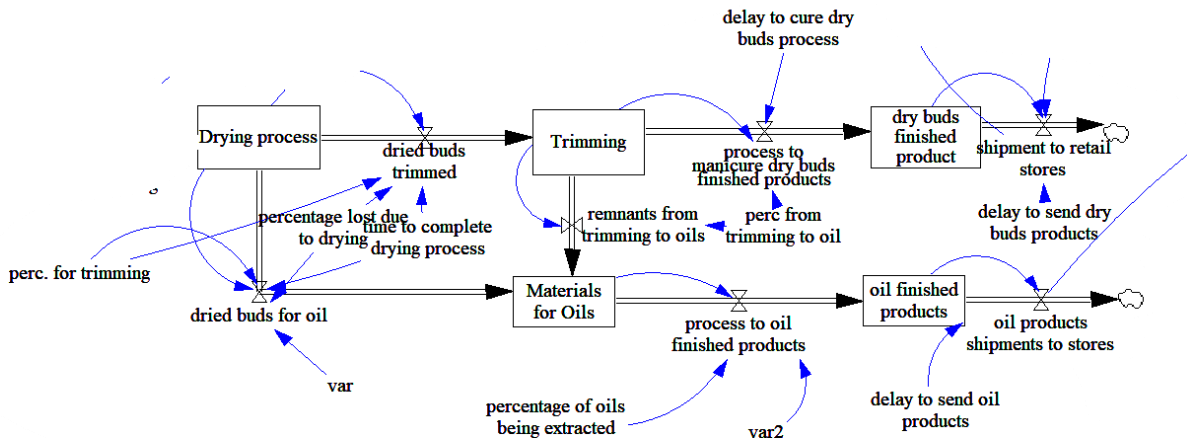 delay to cure dry
buds process
Drying process
dried buds
trimmed
Trimming
process to
manicure dry buds
finished products
dry buds
finished
product
shipment to retail
stores
percentage lost due
to drying
time to complete
drying process
remnants from
trimming to oils
perc from
trimming to oil
delay to send dry
buds products
perc. for trimming
dried buds for oil
Materials
for Oils
process to oil
finished products
oil finished
products
oil products
shipments to stores
var
percentage of oils
being extracted
var2
delay to send oil
products